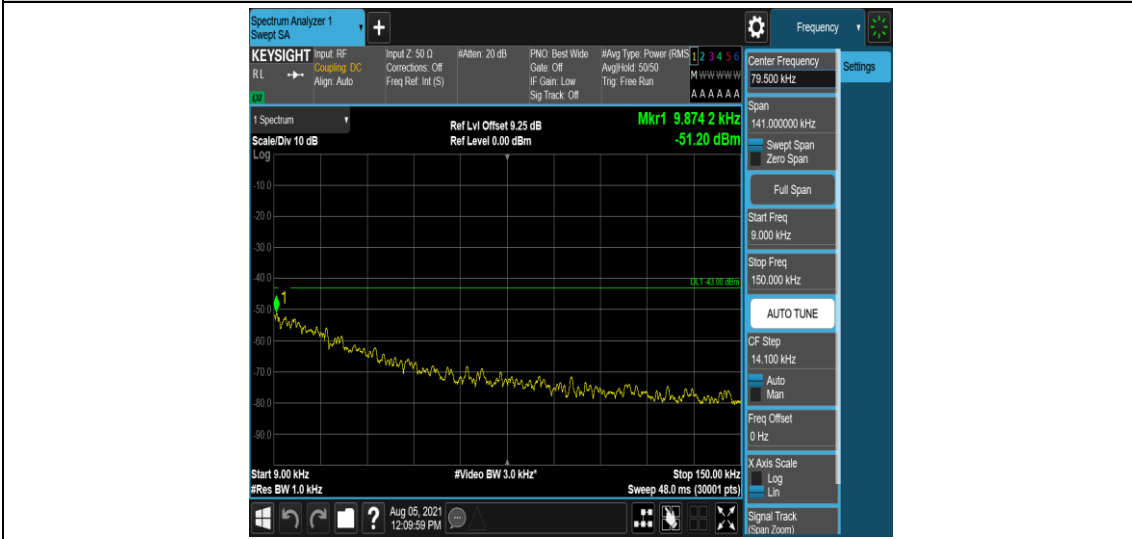 Spectrum Analyzer 1
Swept SA
+
Frequency
KEYSIGHT
RL
Input: RF
Coupling: DC
Align: Auto
Input Z: 50 Ω
Corrections: Off
Freq Ref: Int (S)
#Atten: 20 dB
PNO: Best Wide
Gate: Off
IF Gain: Low
Sig Track: Off
#Avg Type: Power (RMS
Avg|Hold: 50/50
Trig: Free Run
1 2 3 4 5 6
M W W W W W
A A A A A A
1 Spectrum
Scale/Div 10 dB
Log
Ref Lvl Offset 9.25 dB
Ref Level 0.00 dBm
Mkr1 9.874 2 kHz
-51.20 dBm
-10.0
-20.0
-30.0
-40.0
-50.0
-60.0
-70.0
-80.0
-90.0
DL1 -43.00 dBm
1
Start 9.00 kHz
#Res BW 1.0 kHz
#Video BW 3.0 kHz*
Stop 150.00 kHz
Sweep 48.0 ms (30001 pts)
?
Aug 05, 2021
12:09:59 PM
Center Frequency
79.500 kHz
Settings
Span
141.000000 kHz
Swept Span
Zero Span
Full Span
Start Freq
9.000 kHz
Stop Freq
150.000 kHz
AUTO TUNE
CF Step
14.100 kHz
Auto
Man
Freq Offset
0 Hz
X Axis Scale
Log
Lin
Signal Track
(Span Zoom)